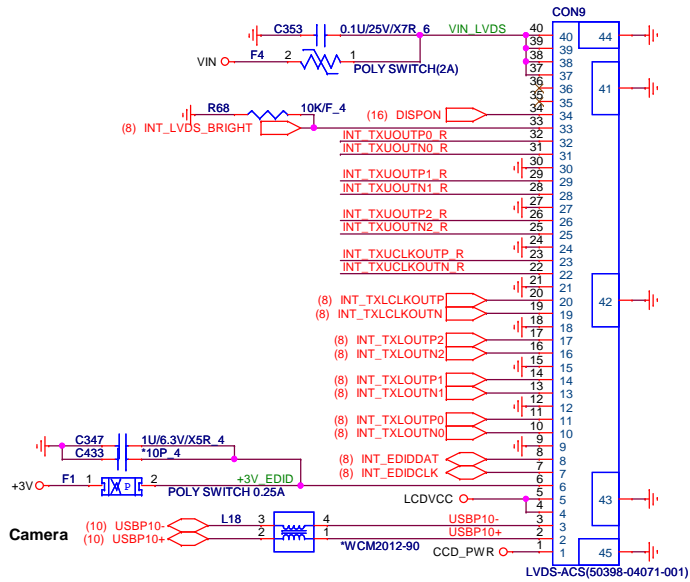 CON9
C353 0.1U/25V/X7R_6 VIN_LVDS 40 40 44
39 39
VIN F4 2 1 38 38
POLY SWITCH(2A) 37 37
36 36 41
35 35
R68 10K/F_4 (16) DISPON 34 34
(8) INT_LVDS_BRIGHT 33 33
INT_TXUOUTP0_R 32 32
INT_TXUOUTN0_R 31 31
30 30
INT_TXUOUTP1_R 29 29
INT_TXUOUTN1_R 28 28
27 27
INT_TXUOUTP2_R 26 26
INT_TXUOUTN2_R 25 25
24 24
INT_TXUCLKOUTP_R 23 23
INT_TXUCLKOUTN_R 22 22
21 21
(8) INT_TXLCLKOUTP 20 20 42
(8) INT_TXLCLKOUTN 19 19
18 18
(8) INT_TXLOUTP2 17 17
(8) INT_TXLOUTN2 16 16
15 15
(8) INT_TXLOUTP1 14 14
(8) INT_TXLOUTN1 13 13
12 12
(8) INT_TXLOUTP0 11 11
(8) INT_TXLOUTN0 10 10
C347 1U/6.3V/X5R_4 9 9
C433 *10P_4 (8) INT_EDIDDAT 8 8
(8) INT_EDIDCLK 7 7
+3V F1 1 P 2 +3V_EDID 6 6
POLY SWITCH 0.25A LCDVCC 5 5 43
4 4
Camera (10) USBP10- L18 3 4 USBP10- 3 3
(10) USBP10+ 2 1 USBP10+ 2 2
*WCM2012-90 CCD_PWR 1 1 45
LVDS-ACS(50398-04071-001)